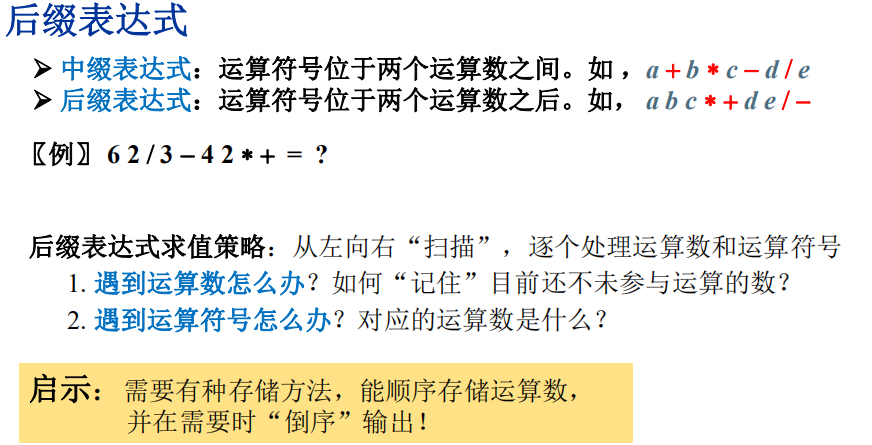 后缀表达式
➢ 中缀表达式：运算符号位于两个运算数之间。如 ，a + b * c − d / e
➢ 后缀表达式：运算符号位于两个运算数之后。如， a b c * + d e / −
〖例〗 6 2 / 3 − 4 2 * + = ?
后缀表达式求值策略：从左向右“扫描”，逐个处理运算数和运算符号
1. 遇到运算数怎么办？如何“记住”目前还不未参与运算的数？
2. 遇到运算符号怎么办？对应的运算数是什么？
启示： 需要有种存储方法，能顺序存储运算数，
并在需要时“倒序”输出！